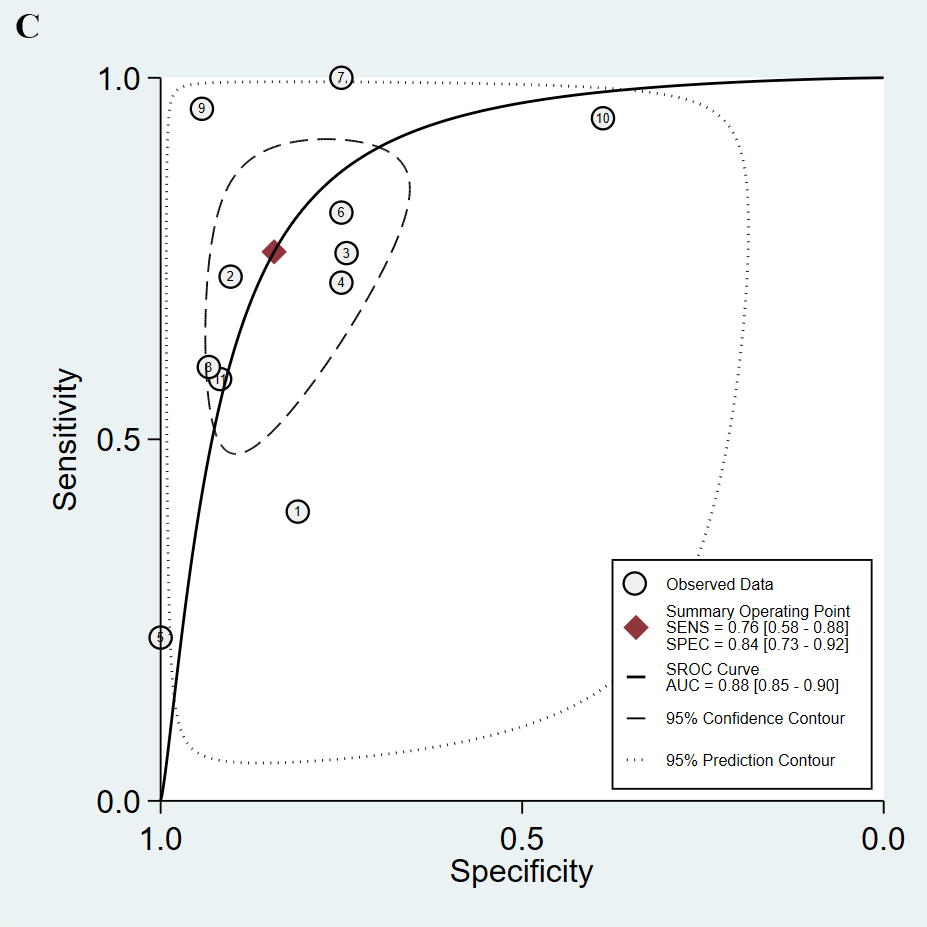 C
1.0
7
9
10
6
3
2
4
8
11
Sensitivity
0.5
1
Observed Data
Summary Operating Point
SENS = 0.76 [0.58 - 0.88]
SPEC = 0.84 [0.73 - 0.92]
5
SROC Curve
AUC = 0.88 [0.85 - 0.90]
95% Confidence Contour
95% Prediction Contour
0.0
1.0
0.5
0.0
Specificity